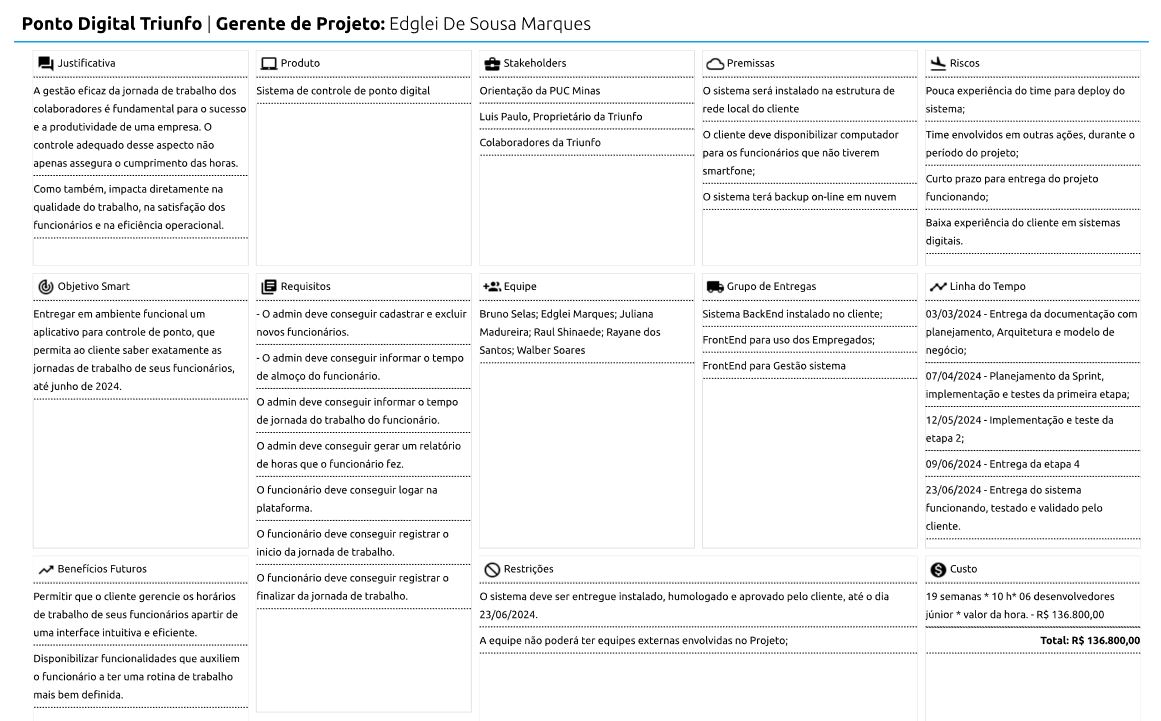 Ponto Digital Triunfo | Gerente de Projeto: Edglei De Sousa Marques
Justificativa
A gestão eficaz da jornada de trabalho dos
colaboradores é fundamental para o sucesso
e a produtividade de uma empresa. O
controle adequado desse aspecto não
apenas assegura o cumprimento das horas.
Como também, impacta diretamente na
qualidade do trabalho, na satisfação dos
funcionários e na eficiência operacional.
Produto
Sistema de controle de ponto digital
Stakeholders
Orientação da PUC Minas
Luis Paulo, Proprietário da Triunfo
Colaboradores da Triunfo
Premissas
O sistema será instalado na estrutura de
rede local do cliente
O cliente deve disponibilizar computador
para os funcionários que não tiverem
smartfone;
O sistema terá backup on-line em nuvem
Riscos
Pouca experiência do time para deploy do
sistema;
Time envolvidos em outras ações, durante o
período do projeto;
Curto prazo para entrega do projeto
funcionando;
Baixa experiência do cliente em sistemas
digitais.
Objetivo Smart
Entregar em ambiente funcional um
aplicativo para controle de ponto, que
permita ao cliente saber exatamente as
jornadas de trabalho de seus funcionários,
até junho de 2024.
Requisitos
- O admin deve conseguir cadastrar e excluir
novos funcionários.
- O admin deve conseguir informar o tempo
de almoço do funcionário.
O admin deve conseguir informar o tempo
de jornada do trabalho do funcionário.
O admin deve conseguir gerar um relatório
de horas que o funcionário fez.
O funcionário deve conseguir logar na
plataforma.
O funcionário deve conseguir registrar o
inicio da jornada de trabalho.
O funcionário deve conseguir registrar o
finalizar da jornada de trabalho.
Equipe
Bruno Selas; Edglei Marques; Juliana
Madureira; Raul Shinaede; Rayane dos
Santos; Walber Soares
Grupo de Entregas
Sistema BackEnd instalado no cliente;
FrontEnd para uso dos Empregados;
FrontEnd para Gestão sistema
Linha do Tempo
03/03/2024 - Entrega da documentação com
planejamento, Arquitetura e modelo de
negócio;
07/04/2024 - Planejamento da Sprint,
implementação e testes da primeira etapa;
12/05/2024 - Implementação e teste da
etapa 2;
09/06/2024 - Entrega da etapa 4
23/06/2024 - Entrega do sistema
funcionando, testado e validado pelo
cliente.
Benefícios Futuros
Permitir que o cliente gerencie os horários
de trabalho de seus funcionários apartir de
uma interface intuitiva e eficiente.
Disponibilizar funcionalidades que auxiliem
o funcionário a ter uma rotina de trabalho
mais bem definida.
Restrições
O sistema deve ser entregue instalado, homologado e aprovado pelo cliente, até o dia
23/06/2024.
A equipe não poderá ter equipes externas envolvidas no Projeto;
Custo
19 semanas * 10 h* 06 desenvolvedores
júnior * valor da hora. - R$ 136.800,00
Total: R$ 136.800,00